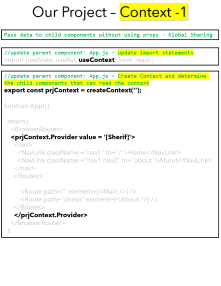 Our Project – Context -1
Pass data to child components without using props - Global Sharing
//update parent component: App.js – update import statements
import {useState, useRef, useContext} from 'react';
//update parent component: App.js – Create Context and determine
the child components that can read the context
export const prjContext = createContext('');
function App() {
return (
<BrowserRouter>
<prjContext.Provider value = '[Sherif]'>
<nav>
<NavLink className ="nav1" to="/">Home</NavLink>
<NavLink className ="nav1 nav2" to="about">About</NavLink>
</nav>
<Routes>
<Route path="" element={<Main />} />
<Route path="about" element={<About />} />
</Routes>
</prjContext.Provider>
</BrowserRouter>